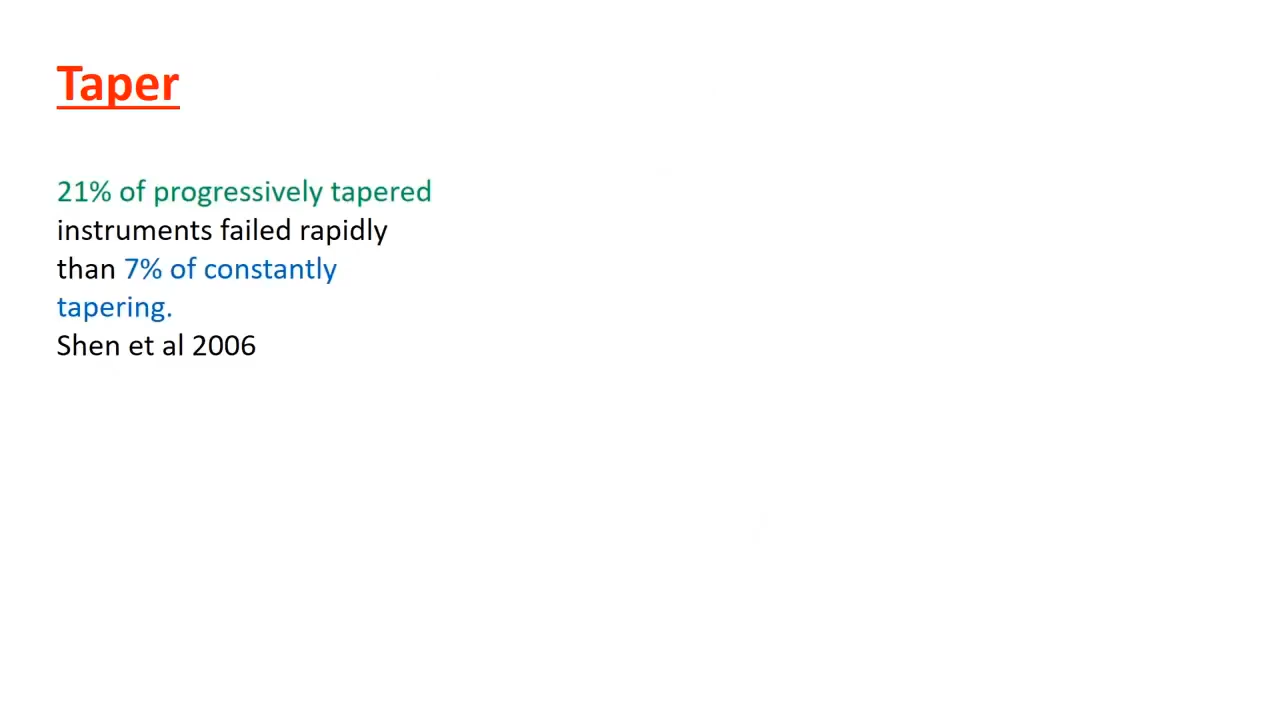 Taper
21% of progressively tapered
instruments failed rapidly
than 7% of constantly
tapering.
Shen et al 2006